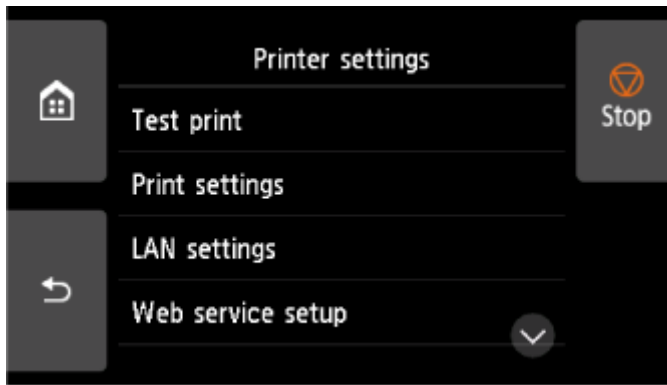 Printer settings
Test print
Stop
Print settings
LAN settings
Web service setup